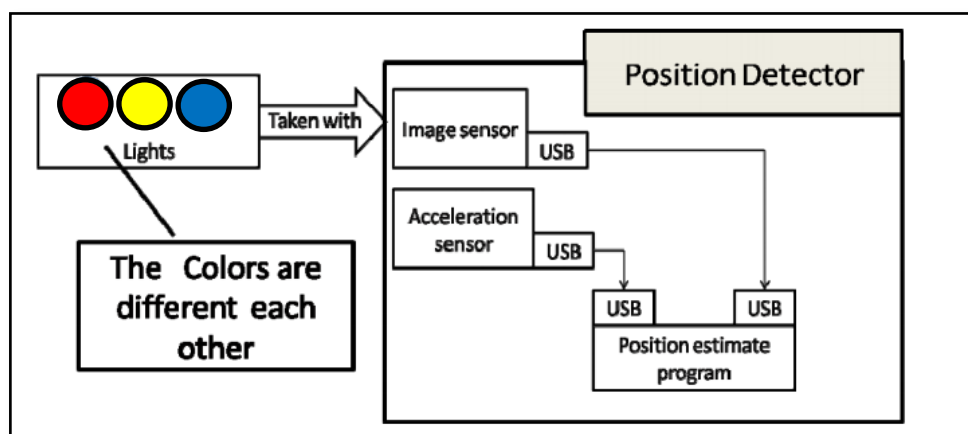 Position Detector
Lights
Taken with
Image sensor
USB
Acceleration
sensor
USB
The Colors are
different each
other
USB
USB
Position estimate
program